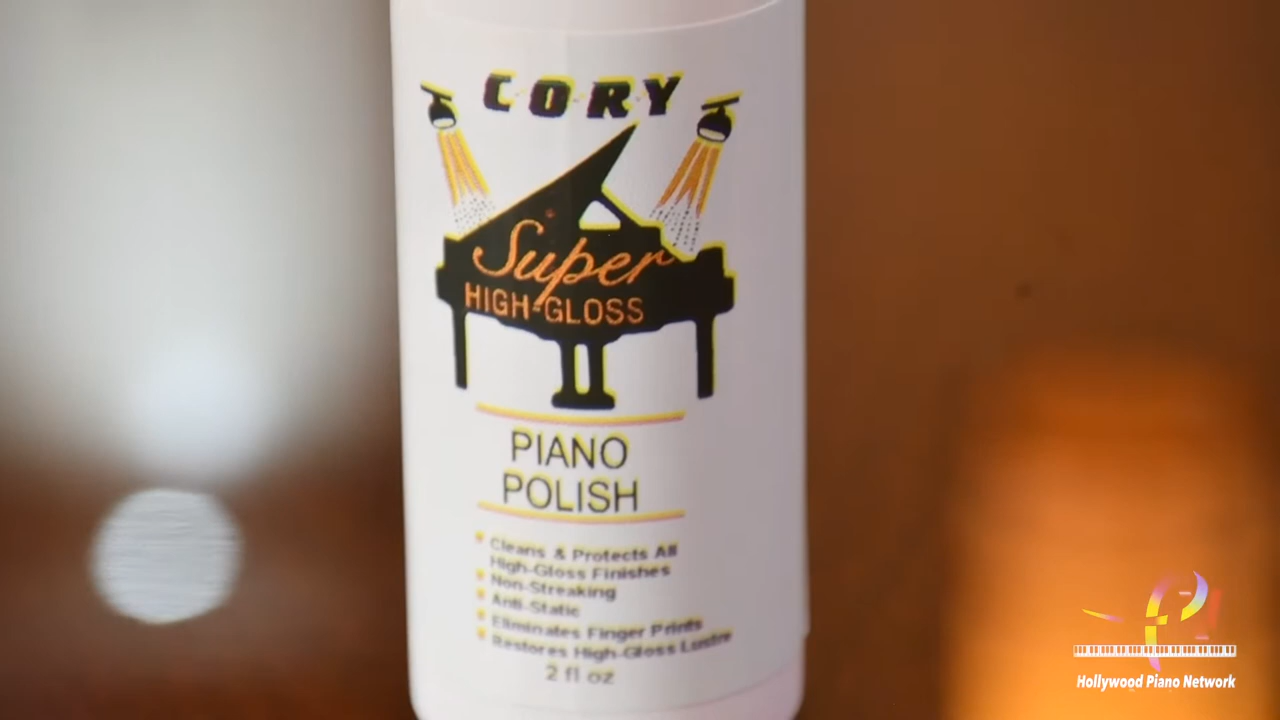 CORY
Super
HIGH-GLOSS
PIANO
POLISH
Cleans & Protects All
High-Gloss Finishes
Non-Streaking
Anti-Static
Eliminates Finger Prints
Restores High-Gloss Lustre
2 fl oz
Hollywood Piano Network